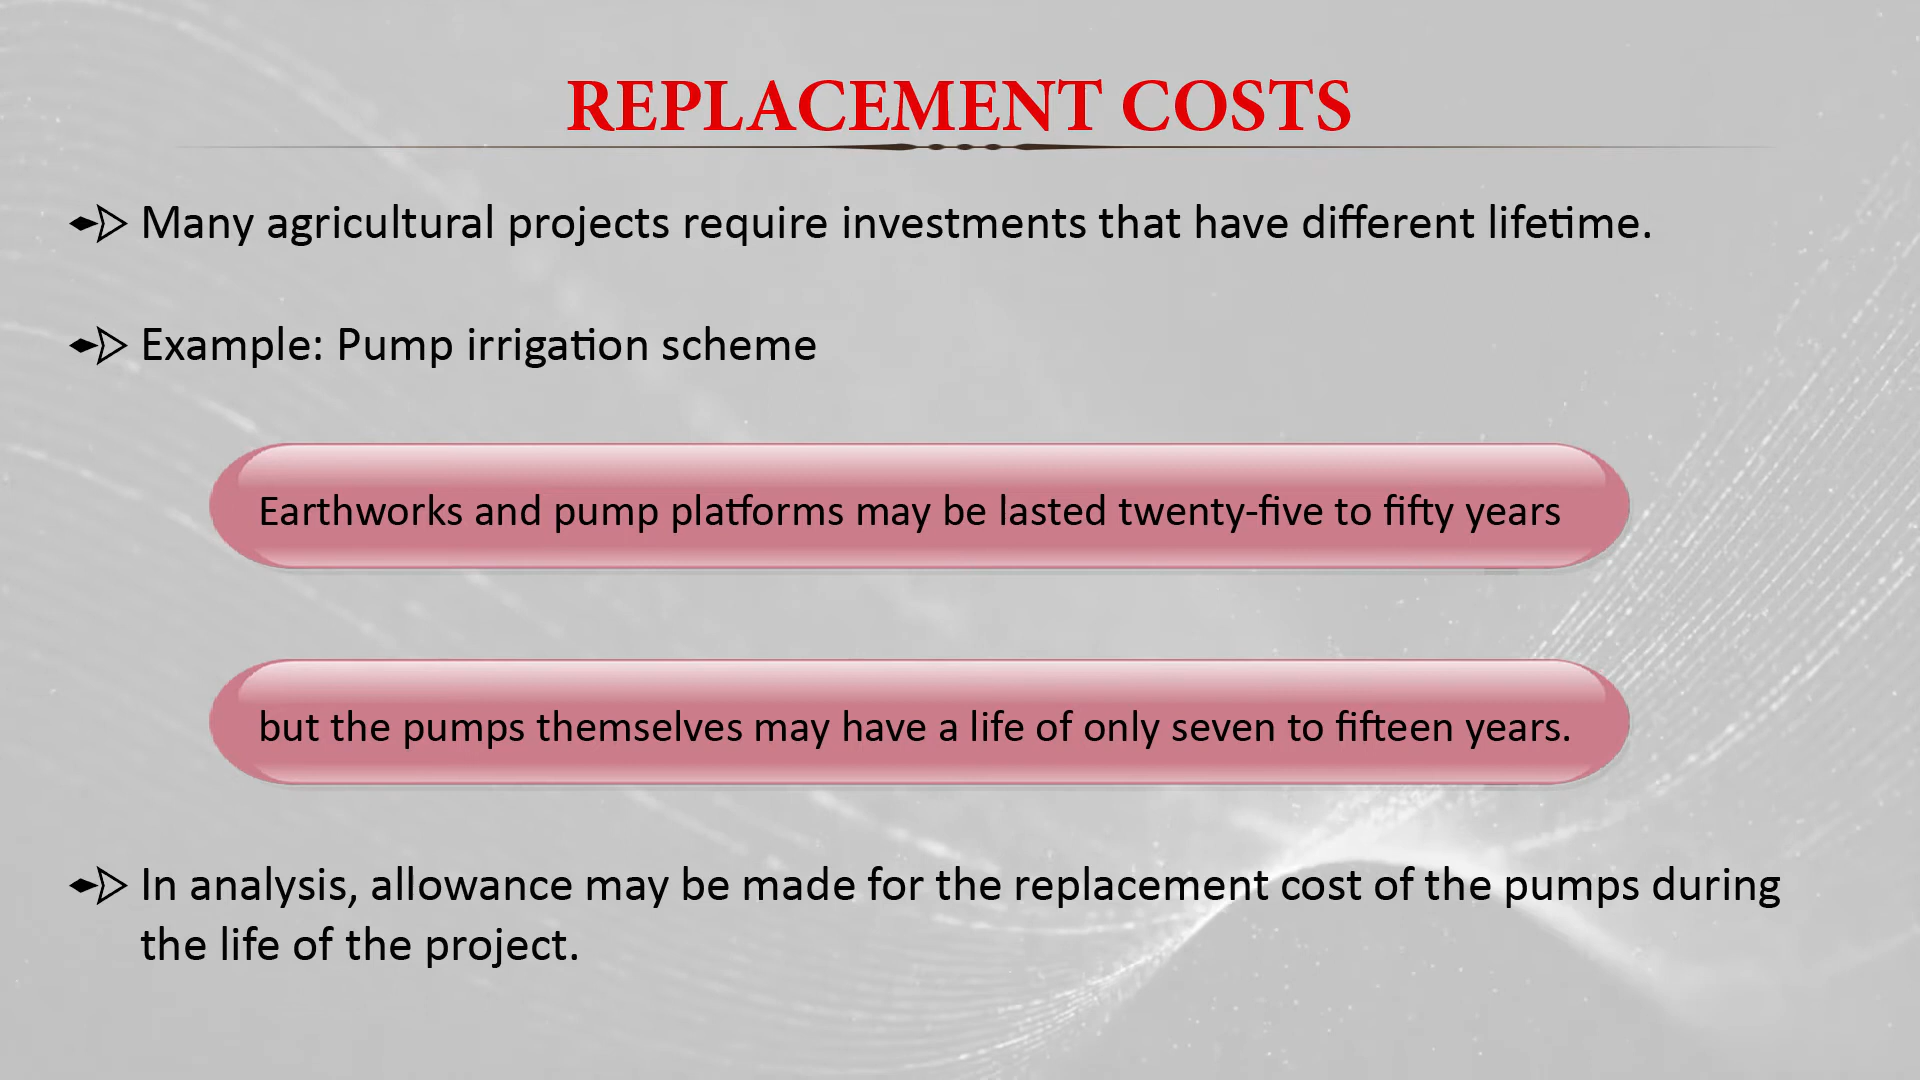 REPLACEMENT COSTS
Many agricultural projects require investments that have different lifetime.
Example: Pump irrigation scheme
Earthworks and pump platforms may be lasted twenty-five to fifty years
but the pumps themselves may have a life of only seven to fifteen years.
In analysis, allowance may be made for the replacement cost of the pumps during
the life of the project.